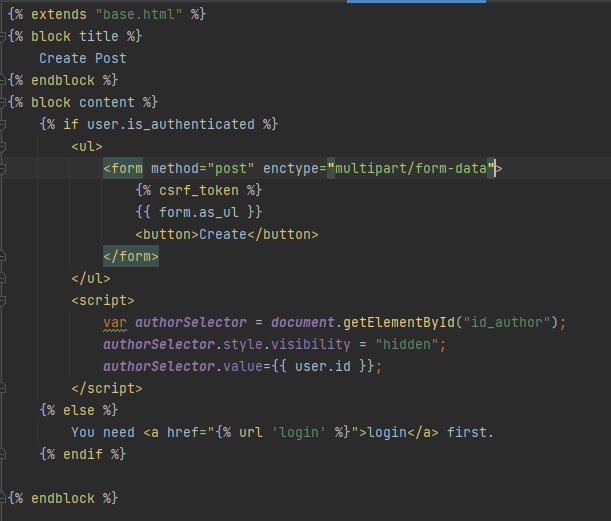 {% extends "base.html" %}
{% block title %}
    Create Post
{% endblock %}
{% block content %}
    {% if user.is_authenticated %}
        <ul>
            <form method="post" enctype="multipart/form-data">
                {% csrf_token %}
                {{ form.as_ul }}
                <button>Create</button>
            </form>
        </ul>
        <script>
            var authorSelector = document.getElementById("id_author");
            authorSelector.style.visibility = "hidden";
            authorSelector.value={{ user.id }};
        </script>
    {% else %}
        You need <a href="{% url 'login' %}">login</a> first.
    {% endif %}

{% endblock %}